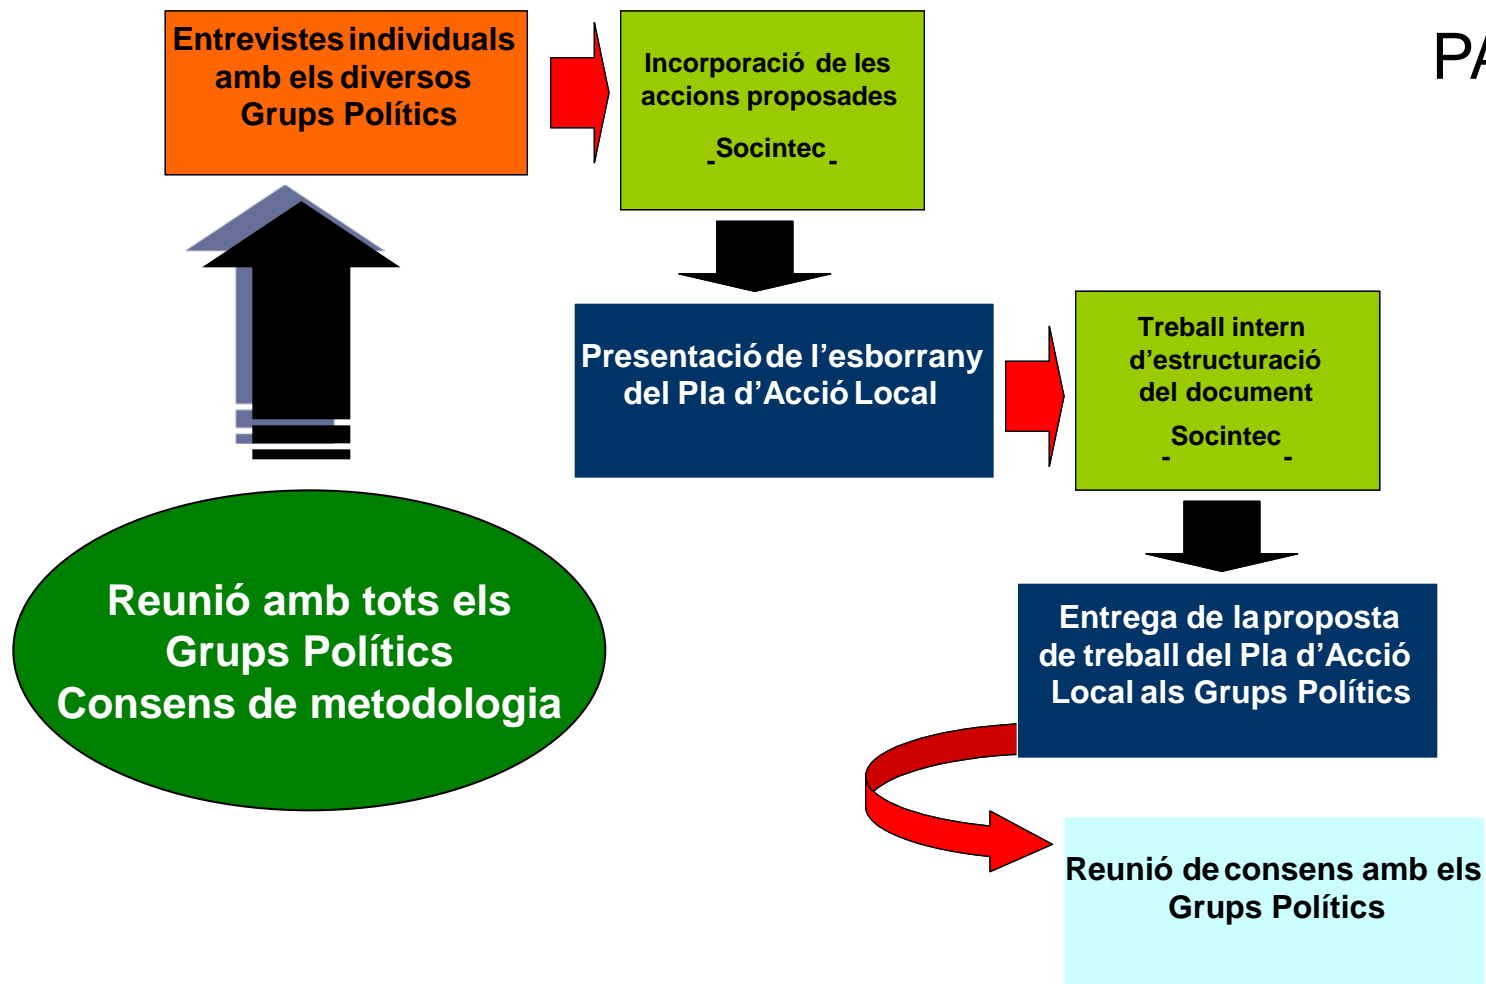 Entrevistes individuals
amb els diversos
Grups Polítics
Incorporació de les
accions proposades
-Socintec-
PA
Presentació de l’esborrany
del Pla d’Acció Local
Treball intern
d’estructuració
del document
-Socintec-
Reunió amb tots els
Grups Polítics
Consens de metodologia
Entrega de la proposta
de treball del Pla d’Acció
Local als Grups Polítics
Reunió de consens amb els
Grups Polítics